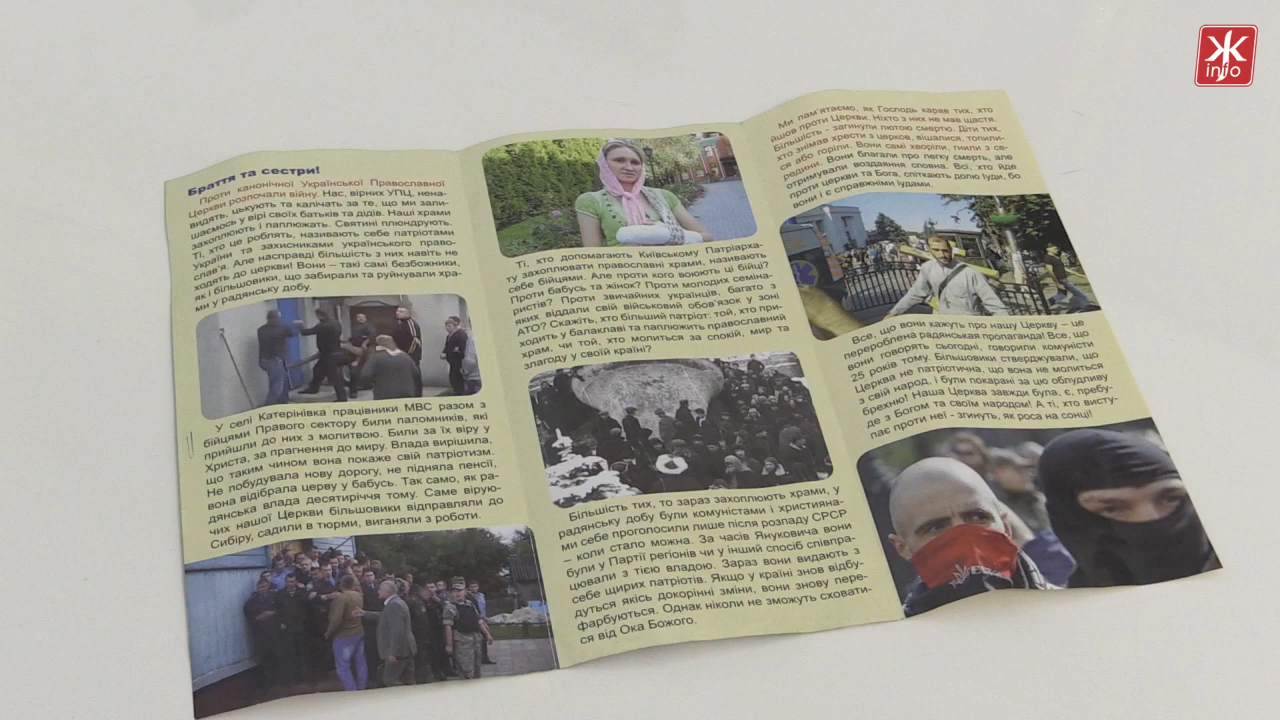 Браття та сестри!
Проти канонічної Української Православної
Церкви розпочали війну. Нас, вірних УПЦ, нена-
видять, цькують та калічать за те, що ми зали-
шаємось у вірі своїх батьків та дідів. Наші храми
захоплюють і паплюжать. Святині плюндрують.
Ті, хто це роблять, називають себе патріотами
України та захисниками українського право-
слав'я. Але насправді більшість з них навіть не
ходять до церкви! Вони – такі самі безбожники,
як і більшовики, що забирали та руйнували хра-
ми у радянську добу.
У селі Катерінівка працівники МВС разом з
бійцями Правого сектору били паломників, які
прийшли до них з молитвою. Били за їх віру у
Христа, за прагнення до миру. Влада вирішила,
що таким чином вона покаже свій патріотизм.
Не побудувала нову дорогу, не підняла пенсії,
вона відібрала церву у бабусь. Так само, як ра-
дянська влада десятиріччя тому. Саме вірую-
чих нашої Церкви більшовики відправляли до
Сибіру, садили в тюрми, виганяли з роботи.
Ті, хто допомагають Київському Патріарха-
ту захоплювати православні храми, називають
себе бійцями. Але проти кого воюють ці бійці?
Проти бабусь та жінок? Проти молодих семіна-
ристів? Проти звичайних українців, багато з
яких віддали свій військовий обов'язок у зоні
АТО? Скажіть, хто більший патріот: той, хто при-
ходить у балаклаві та паплюжить православний
храм, чи той, хто молиться за спокій, мир та
злагоду у своїй країні?
Більшість тих, то зараз захоплюють храми, у
радянську добу були комуністами і християна-
ми себе проголосили лише після розпаду СРСР
– коли стало можна. За часів Януковича вони
були у Партії регіонів чи у інший спосіб співпра-
цювали з тією владою. Зараз вони видають з
себе щирих патріотів. Якщо у країні знов відбу-
дуться якісь докорінні зміни, вони знову пере-
фарбуються. Однак ніколи не зможуть сховати-
ся від Ока Божого.
Ми пам'ятаємо, як Господь карав тих, хто
йшов проти Церкви. Ніхто з них не мав щастя.
Більшість - загинули лютою смертю. Діти тих,
хто знімав хрести з церков, вішалися, топили-
ся або горіли. Вони самі хворіли, гнили з се-
редини. Вони благали про легку смерть, але
отримували воздаяння сповна. Всі, хто йде
проти церкви та Бога, спіткають долю Іуди, бо
вони і є справжніми Іудами.
Все, що вони кажуть про нашу Церкву – це
перероблена радянська пропаганда! Все, що
вони говорять сьогодні, говорили комуністи
25 років тому. Більшовики стверджували, що
Церква не патріотична, що вона не молиться
з свій народ, і були покарані за цю облудливу
брехню! Наша Церква завжди була, є, пребу-
де з Богом та своїм народом! А ті, хто висту-
пає проти неї - згинуть, як роса на сонці!
Ж
info